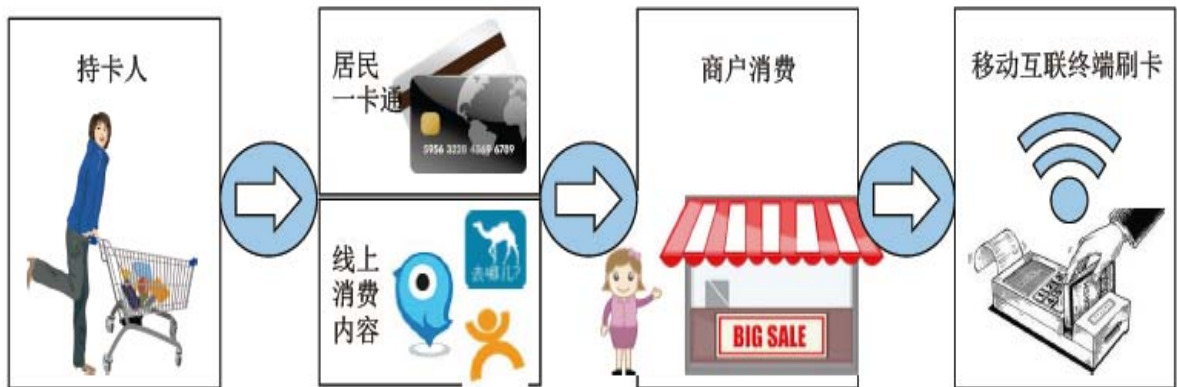 持卡人
居民
一卡通
5956 3228 4569 6789
线上
消费
内容
去哪儿?
商户消费
BIG SALE
移动互联终端刷卡